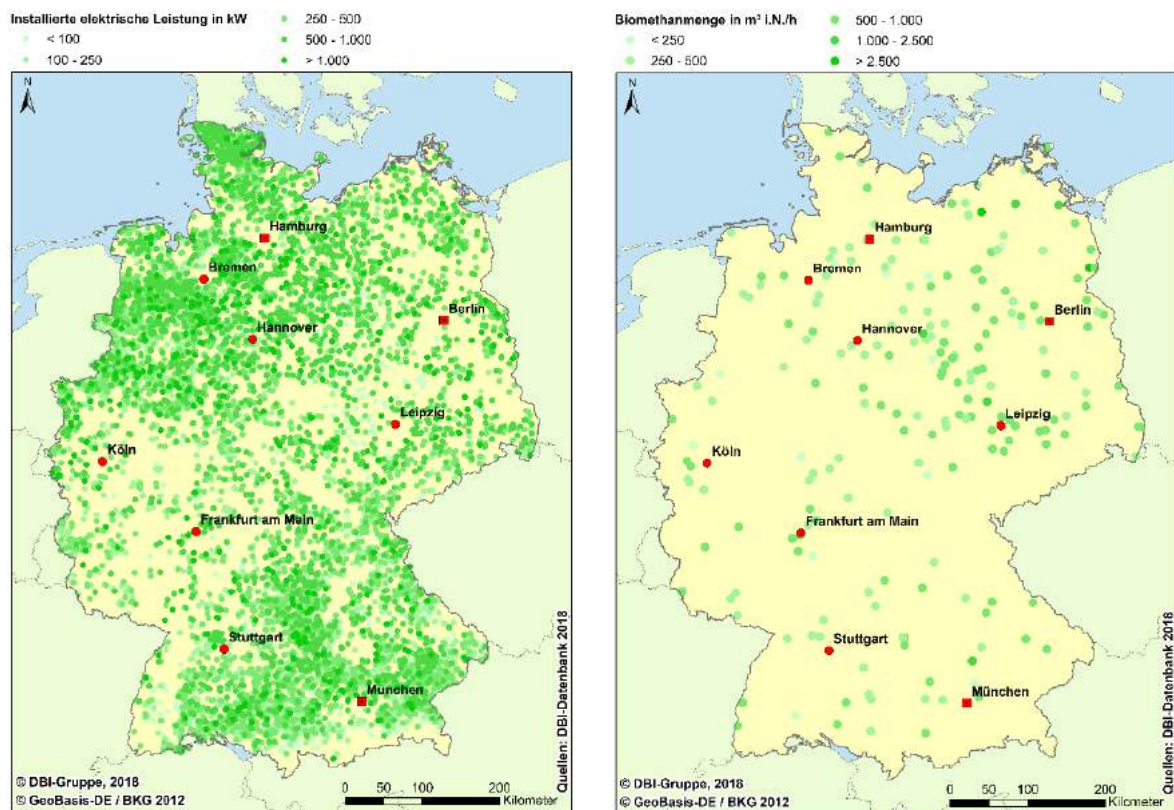 Installierte elektrische Leistung in kW
< 100
100 - 250
250 - 500
500 - 1.000
> 1.000
N
Hamburg
Bremen
Berlin
Hannover
Leipzig
Köln
Frankfurt am Main
Stuttgart
München
Quellen: DBI-Datenbank 2018
© DBI-Gruppe, 2018
© GeoBasis-DE / BKG 2012
0 50 100 200
Kilometer
Biomethanmenge in m³ i.N./h
< 250
250 - 500
500 - 1.000
1.000 - 2.500
> 2.500
N
Hamburg
Bremen
Berlin
Hannover
Leipzig
Köln
Frankfurt am Main
Stuttgart
München
Quellen: DBI-Datenbank 2018
© DBI-Gruppe, 2018
© GeoBasis-DE / BKG 2012
0 50 100 200
Kilometer